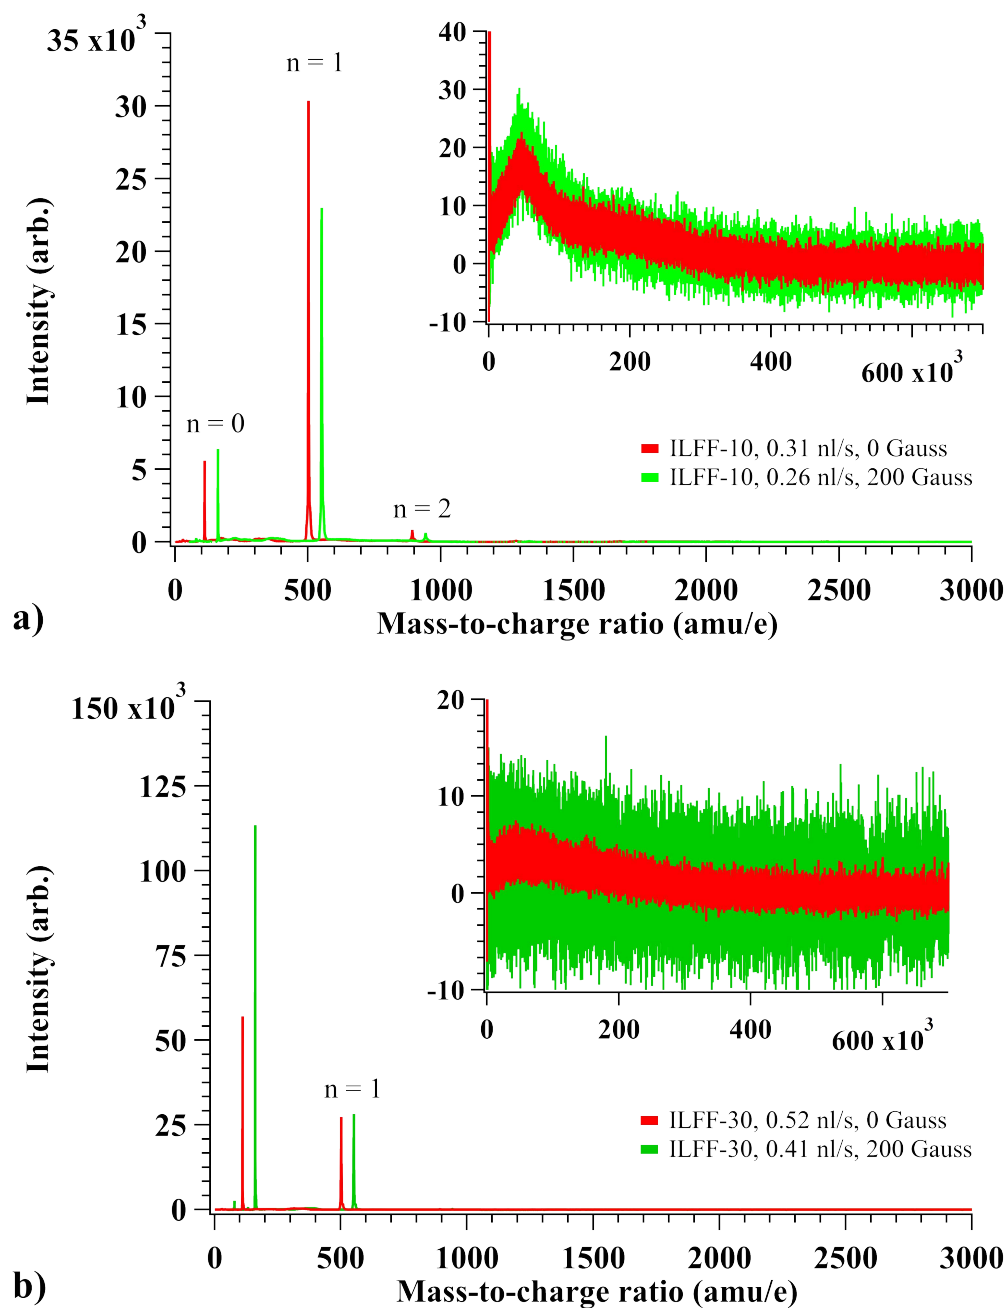 35 x10³
30
25
20
15
10
5
0
Intensity (arb.)
n = 0
n = 1
n = 2
0
500
1000
1500
2000
2500
3000
Mass-to-charge ratio (amu/e)
40
30
20
10
0
-10
0
200
400
600 x10³
ILFF-10, 0.31 nl/s, 0 Gauss
ILFF-10, 0.26 nl/s, 200 Gauss
a)
150 x10³
125
100
75
50
25
0
Intensity (arb.)
n = 1
0
500
1000
1500
2000
2500
3000
Mass-to-charge ratio (amu/e)
20
10
0
-10
0
200
400
600 x10³
ILFF-30, 0.52 nl/s, 0 Gauss
ILFF-30, 0.41 nl/s, 200 Gauss
b)